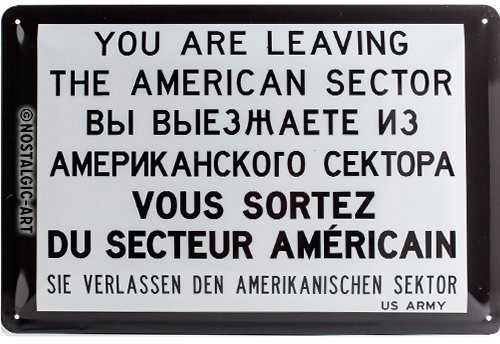 YOU ARE LEAVING
THE AMERICAN SECTOR
ВЫ ВЫЕЗЖАЕТЕ ИЗ
АМЕРИКАНСКОГО СЕКТОРА
VOUS SORTEZ
DU SECTEUR AMÉRICAIN
SIE VERLASSEN DEN AMERIKANISCHEN SEKTOR
US ARMY
©NOSTALGIC-ART